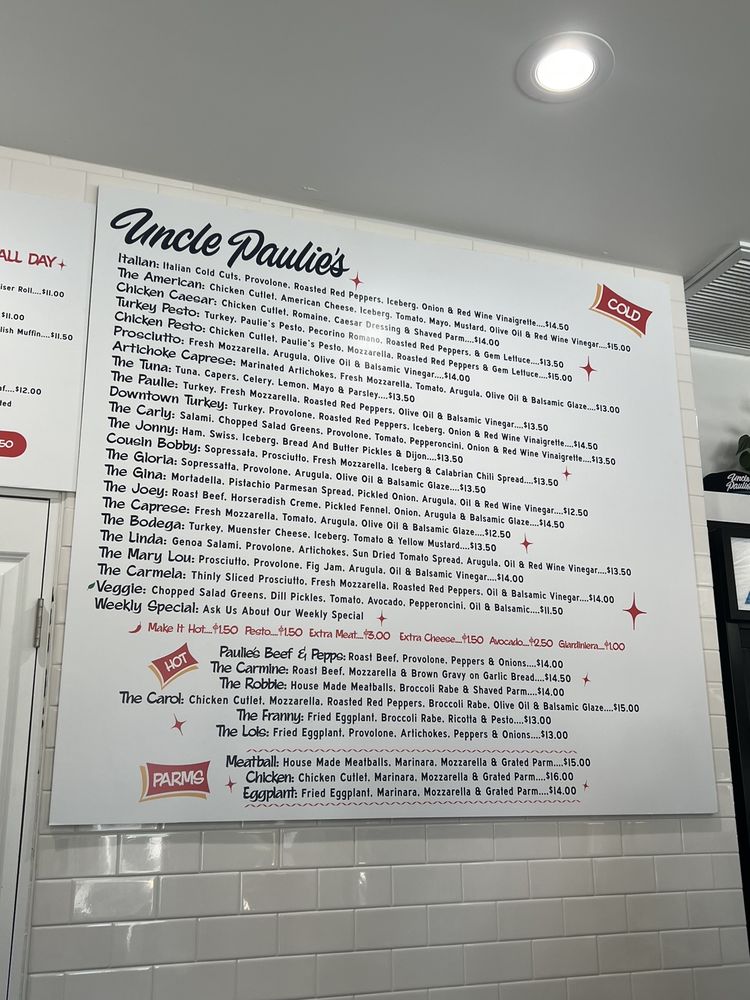 Uncle Paulie's
COLD
Italian: Italian Cold Cuts, Provolone, Roasted Red Peppers, Iceberg, Onion & Red Wine Vinaigrette....$14.50
The American: Chicken Cutlet, American Cheese, Iceberg, Tomato, Mayo, Mustard, Olive Oil & Red Wine Vinegar....$15.00
Chicken Caesar: Chicken Cutlet, Romaine, Caesar Dressing & Shaved Parm....$14.00
Turkey Pesto: Turkey, Paulie's Pesto, Pecorino Romano, Roasted Red Peppers, & Gem Lettuce....$13.50
Chicken Pesto: Chicken Cutlet, Paulie's Pesto, Mozzarella, Roasted Red Peppers & Gem Lettuce....$15.00
Prosciutto: Fresh Mozzarella, Arugula, Olive Oil & Balsamic Vinegar....$14.00
Artichoke Caprese: Marinated Artichokes, Fresh Mozzarella, Tomato, Arugula, Olive Oil & Balsamic Glaze....$13.00
The Tuna: Tuna, Capers, Celery, Lemon, Mayo & Parsley....$13.50
The Paulie: Turkey, Fresh Mozzarella, Roasted Red Peppers, Olive Oil & Balsamic Vinegar....$13.50
Downtown Turkey: Turkey, Provolone, Roasted Red Peppers, Iceberg, Onion & Red Wine Vinaigrette....$14.50
The Carly: Salami, Chopped Salad Greens, Provolone, Tomato, Pepperoncini, Onion & Red Wine Vinaigrette....$13.50
The Jonny: Ham, Swiss, Iceberg, Bread And Butter Pickles & Dijon....$13.50
Cousin Bobby: Sopressata, Prosciutto, Fresh Mozzarella, Iceberg & Calabrian Chili Spread....$13.50
The Gloria: Sopressatta, Provolone, Arugula, Olive Oil & Balsamic Glaze....$13.50
The Gina: Mortadella, Pistachio Parmesan Spread, Pickled Onion, Arugula, Oil & Red Wine Vinegar....$12.50
The Joey: Roast Beef, Horseradish Creme, Pickled Fennel, Onion, Arugula & Balsamic Glaze....$14.50
The Caprese: Fresh Mozzarella, Tomato, Arugula, Olive Oil & Balsamic Glaze....$12.50
The Bodega: Turkey, Muenster Cheese, Iceberg, Tomato & Yellow Mustard....$13.50
The Linda: Genoa Salami, Provolone, Artichokes, Sun Dried Tomato Spread, Arugula, Oil & Red Wine Vinegar....$13.50
The Mary Lou: Prosciutto, Provolone, Fig Jam, Arugula, Oil & Balsamic Vinegar....$14.00
The Carmela: Thinly Sliced Prosciutto, Fresh Mozzarella, Roasted Red Peppers, Oil & Balsamic Vinegar....$14.00
Veggie: Chopped Salad Greens, Dill Pickles, Tomato, Avocado, Pepperoncini, Oil & Balsamic....$11.50
Weekly Special: Ask Us About Our Weekly Special
Make It Hot....$1.50 Pesto....$1.50 Extra Meat....$3.00 Extra Cheese....$1.50 Avocado....$2.50 Giardiniera....$1.00
HOT
Paulie's Beef & Pepps: Roast Beef, Provolone, Peppers & Onions....$14.00
The Carmine: Roast Beef, Mozzarella & Brown Gravy on Garlic Bread....$14.50
The Robbie: House Made Meatballs, Broccoli Rabe & Shaved Parm....$14.00
The Carol: Chicken Cutlet, Mozzarella, Roasted Red Peppers, Broccoli Rabe, Olive Oil & Balsamic Glaze....$15.00
The Franny: Fried Eggplant, Broccoli Rabe, Ricotta & Pesto....$13.00
The Lois: Fried Eggplant, Provolone, Artichokes, Peppers & Onions....$13.00
PARMS
Meatball: House Made Meatballs, Marinara, Mozzarella & Grated Parm....$15.00
Chicken: Chicken Cutlet, Marinara, Mozzarella & Grated Parm....$16.00
Eggplant: Fried Eggplant, Marinara, Mozzarella & Grated Parm....$14.00
ALL DAY
Roll....$11.00
$11.00
Muffin....$11.50
$12.00
50
Uncle
Paulie's